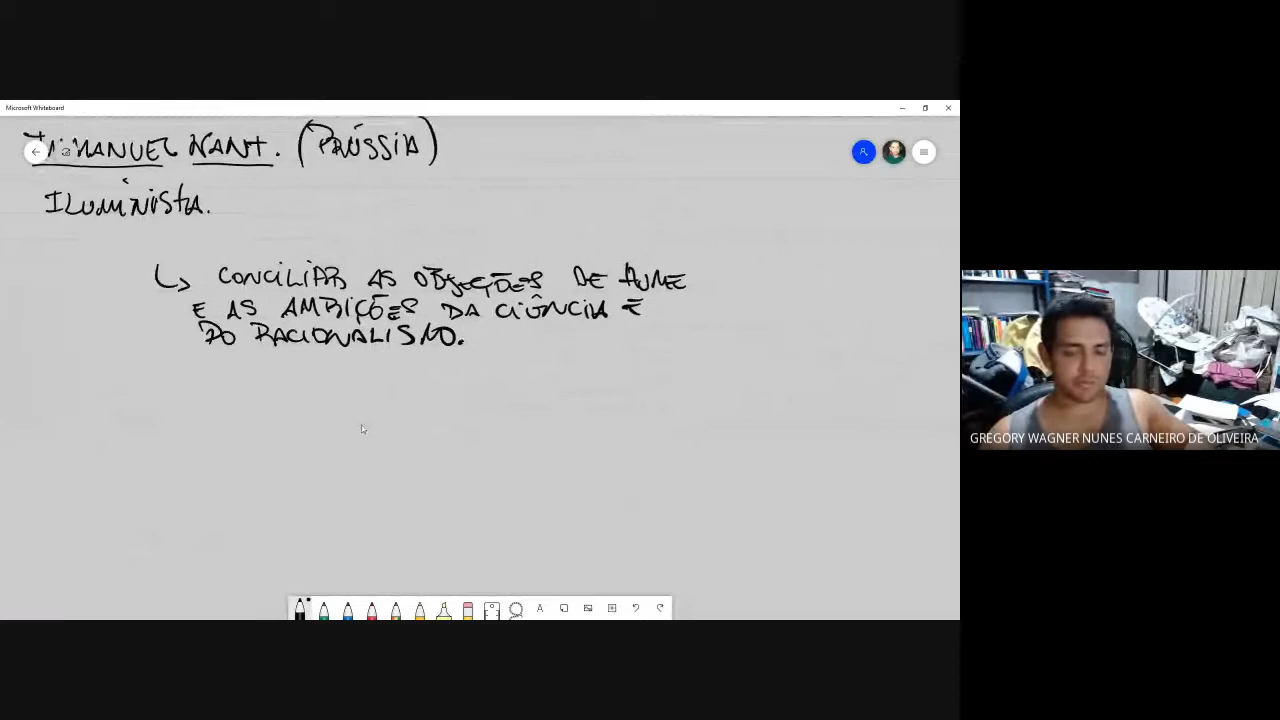 Microsoft Whiteboard
IMMANUEL KANT. (PRÚSSIA)
ILUMINISTA.
CONCILIAR AS OBJEÇÕES DE HUME
E AS AMBIÇÕES DA CIÊNCIA E
DO RACIONALISMO.
GREGORY WAGNER NUNES CARNEIRO DE OLIVEIRA